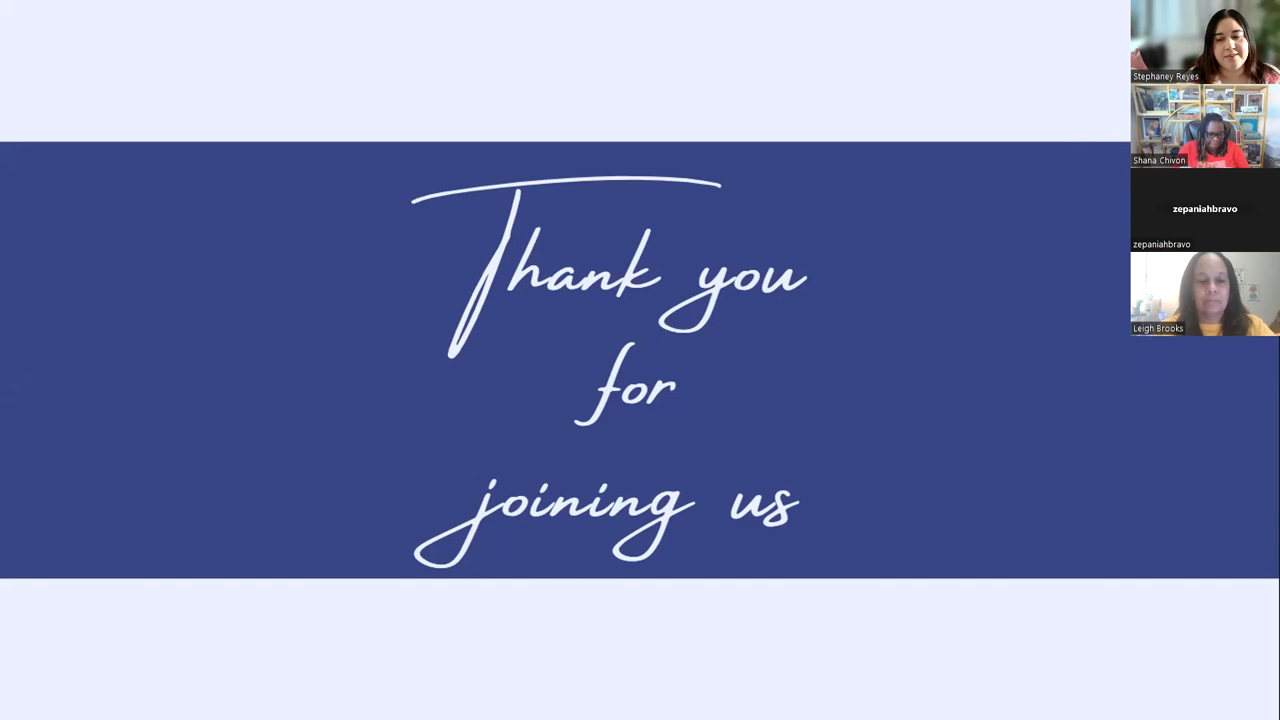 Thank you
for
joining us
Stephaney Reyes
Shana Chivon
zepaniahbravo
zepaniahbravo
Leigh Brooks